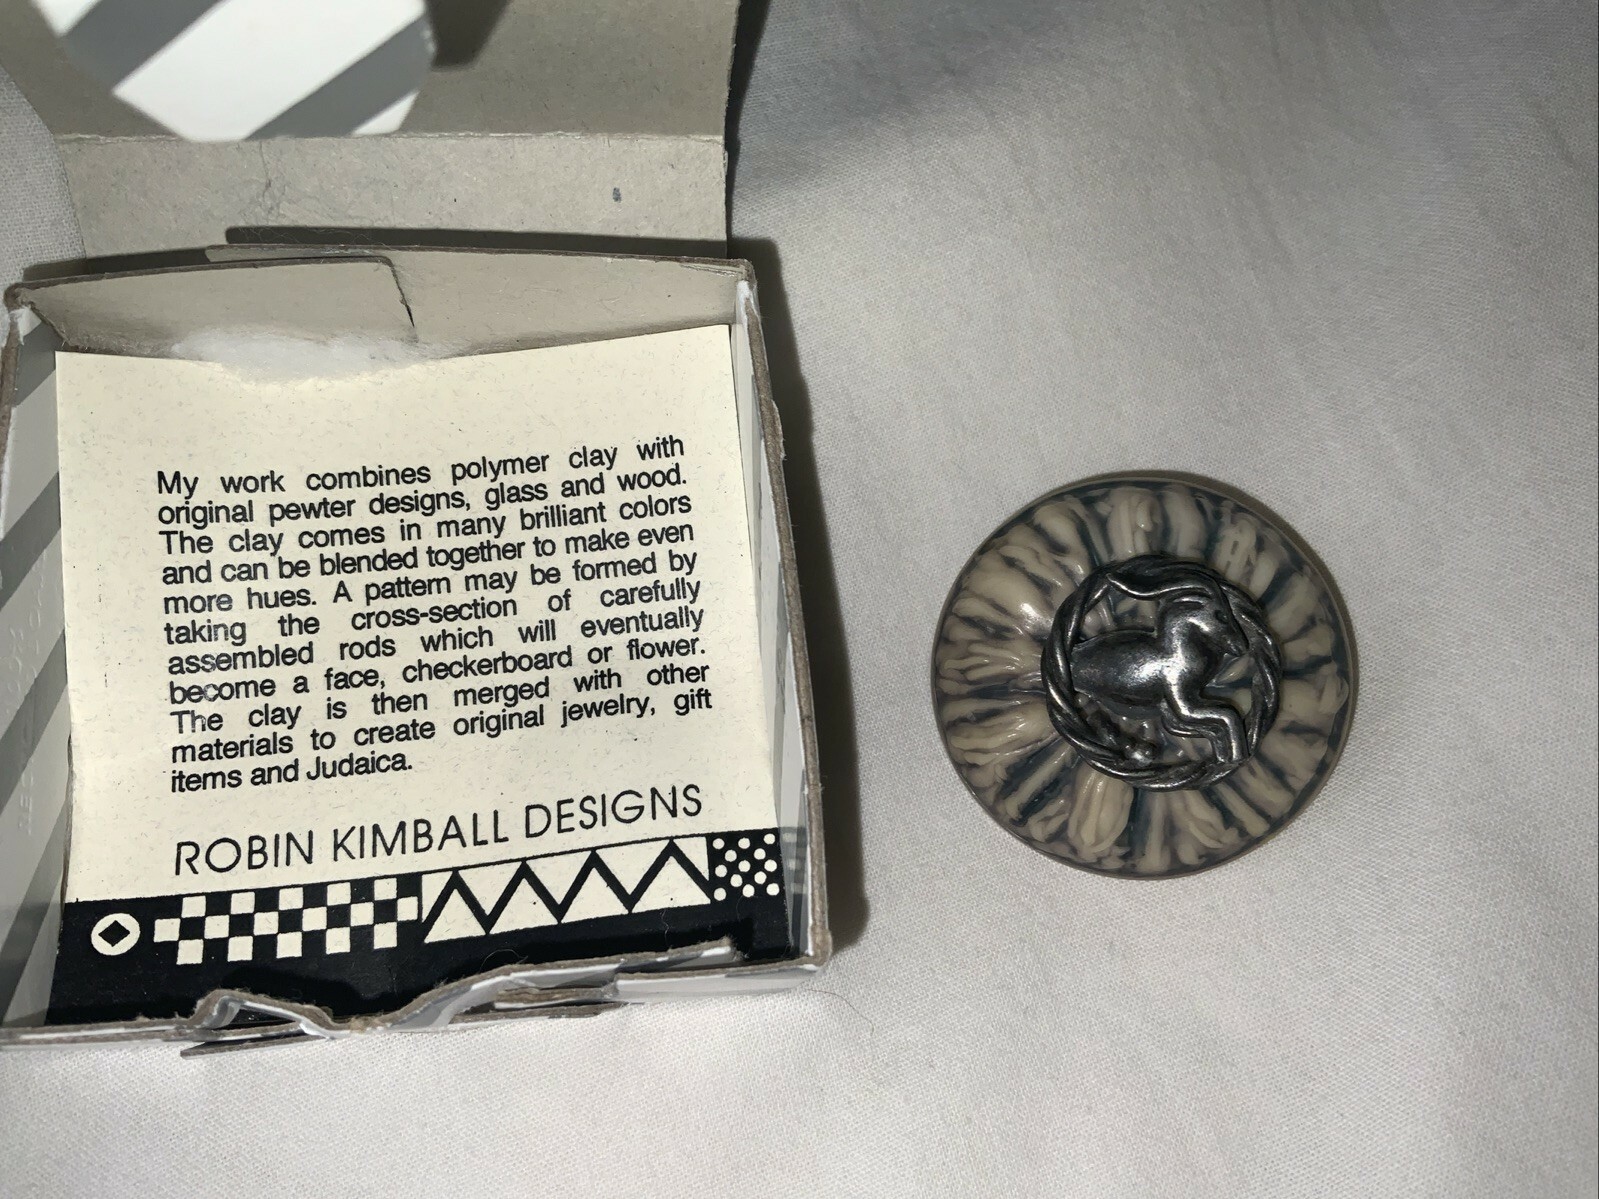 My work combines polymer clay with
original pewter designs, glass and wood.
The clay comes in many brilliant colors
and can be blended together to make even
more hues. A pattern may be formed by
taking the cross-section of carefully
assembled rods which will eventually
become a face, checkerboard or flower.
The clay is then merged with other
materials to create original jewelry, gift
items and Judaica.
ROBIN KIMBALL DESIGNS